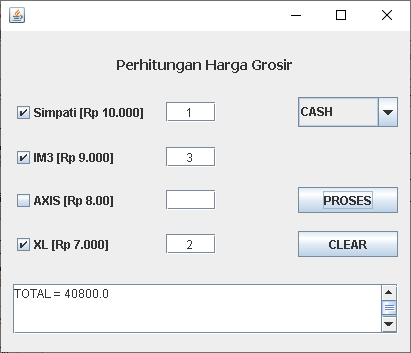 Perhitungan Harga Grosir
Simpati [Rp 10.000] 1 CASH
IM3 [Rp 9.000] 3
AXIS [Rp 8.00] PROSES
XL [Rp 7.000] 2 CLEAR
TOTAL = 40800.0